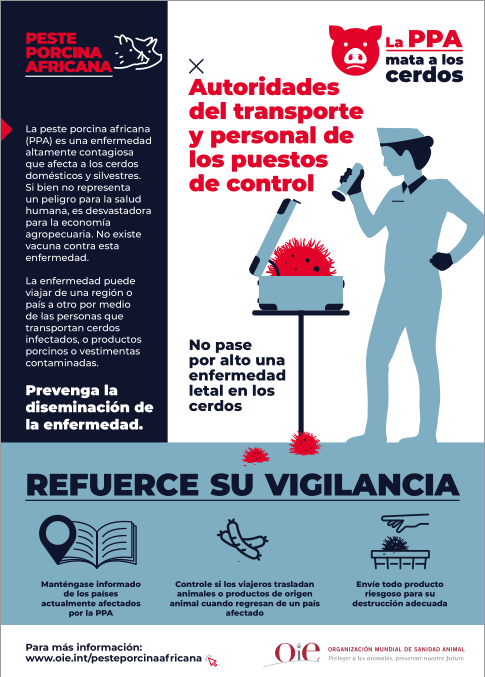 PESTE
PORCINA
AFRICANA
La peste porcina africana
(PPA) es una enfermedad
altamente contagiosa
que afecta a los cerdos
domésticos y silvestres.
Si bien no representa
un peligro para la salud
humana, es desvastadora
para la economía
agropecuaria. No existe
vacuna contra esta
enfermedad.
La enfermedad puede
viajar de una región o
país a otro por medio
de las personas que
transportan cerdos
infectados, o productos
porcinos o vestimentas
contaminadas.
Prevenga la
diseminación de
la enfermedad.
La PPA
mata a los
cerdos
Autoridades
del transporte
y personal de
los puestos
de control
No pase
por alto una
enfermedad
letal en los
cerdos
REFUERCE SU VIGILANCIA
Manténgase informado
de los países
actualmente afectados
por la PPA
Controle si los viajeros trasladan
animales o productos de origen
animal cuando regresan de un país
afectado
Envíe todo producto
riesgoso para su
destrucción adecuada
Para más información:
www.oie.int/pesteporcinaafricana
Oie
ORGANIZACIÓN MUNDIAL DE SANIDAD ANIMAL
Proteger a los animales, preservar nuestro futuro